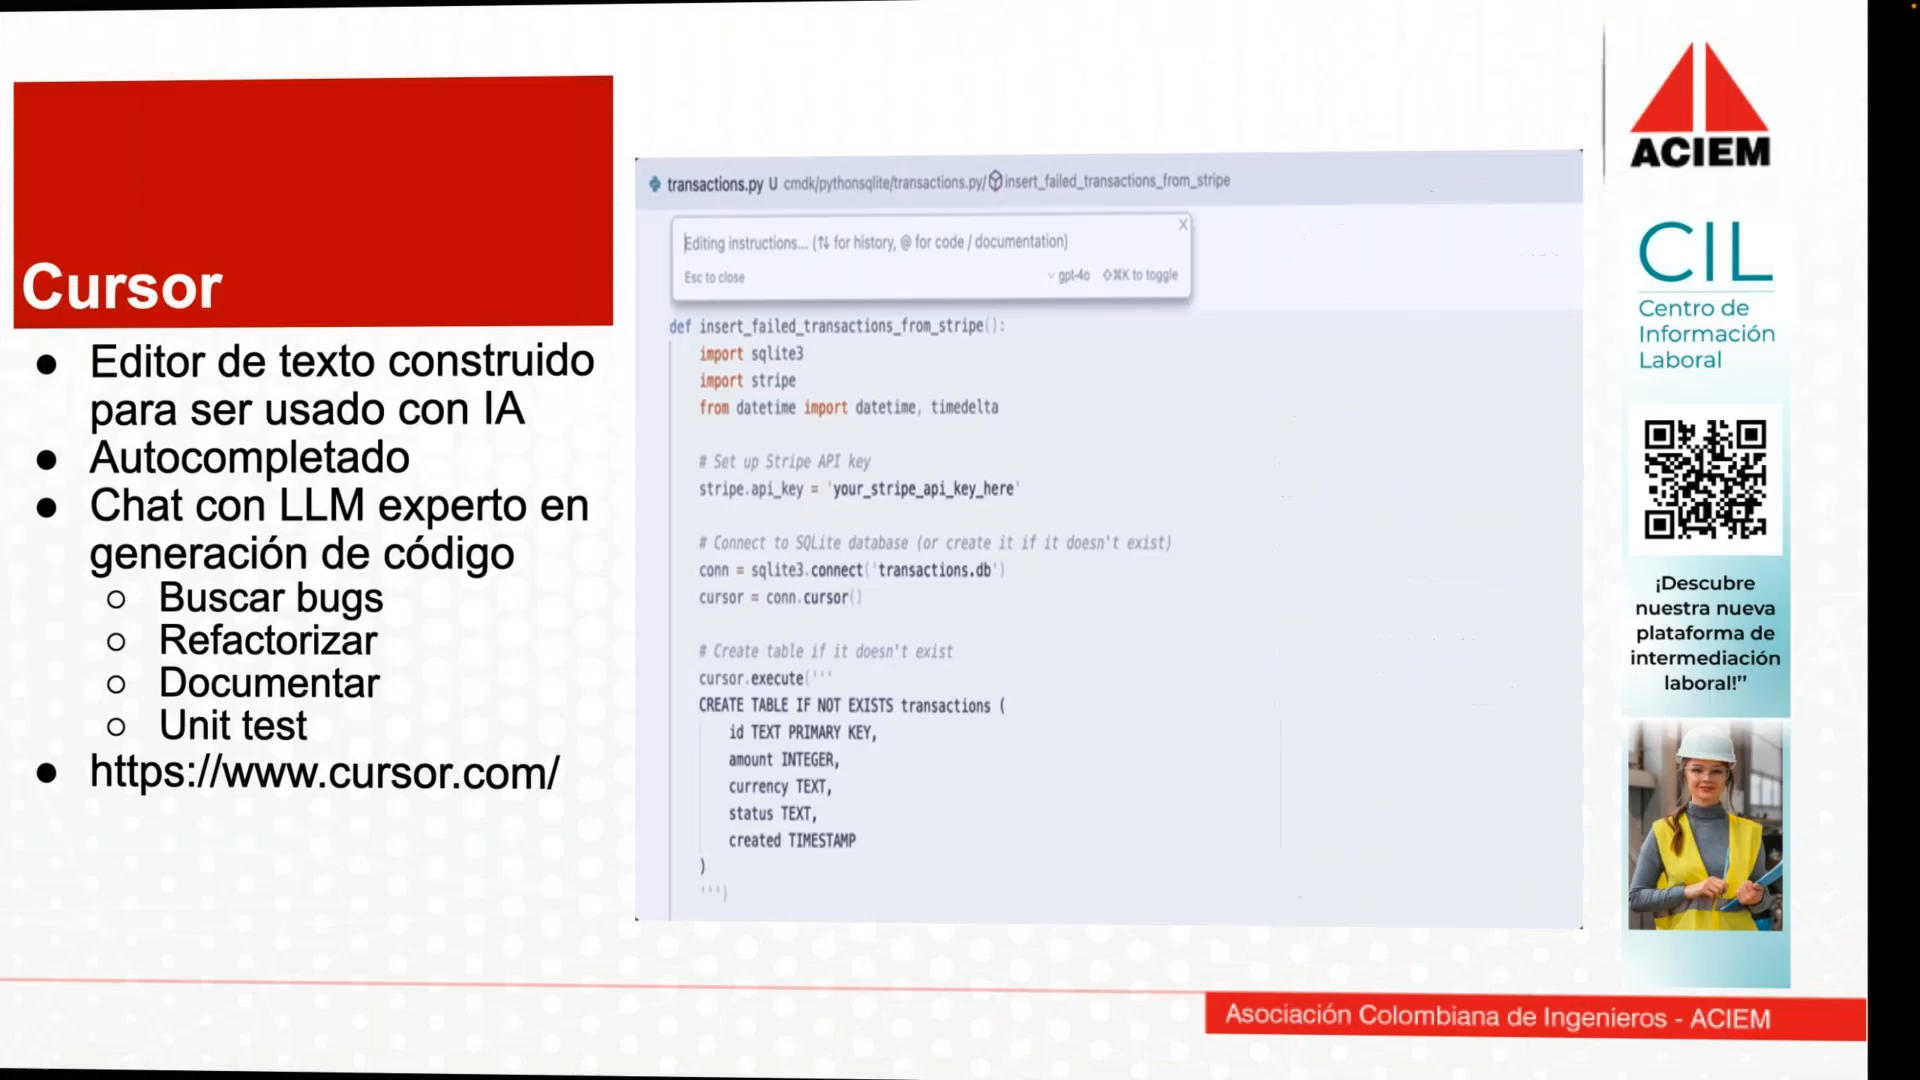 Cursor
● Editor de texto construido
para ser usado con IA
● Autocompletado
● Chat con LLM experto en
generación de código
○ Buscar bugs
○ Refactorizar
○ Documentar
○ Unit test
● https://www.cursor.com/
transactions.py U cmdk/pythonsqlite/transactions.py/ insert_failed_transactions_from_stripe
Editing instructions... (↑↓ for history, @ for code / documentation)
X
Esc to close
gpt-4o ⇧⌘K to toggle
def insert_failed_transactions_from_stripe():
import sqlite3
import stripe
from datetime import datetime, timedelta
# Set up Stripe API key
stripe.api_key = 'your_stripe_api_key_here'
# Connect to SQLite database (or create it if it doesn't exist)
conn = sqlite3.connect('transactions.db')
cursor = conn.cursor()
# Create table if it doesn't exist
cursor.execute('''
CREATE TABLE IF NOT EXISTS transactions (
id TEXT PRIMARY KEY,
amount INTEGER,
currency TEXT,
status TEXT,
created TIMESTAMP
)
''')
ACIEM
CIL
Centro de
Información
Laboral
¡Descubre
nuestra nueva
plataforma de
intermediación
laboral!”
Asociación Colombiana de Ingenieros - ACIEM